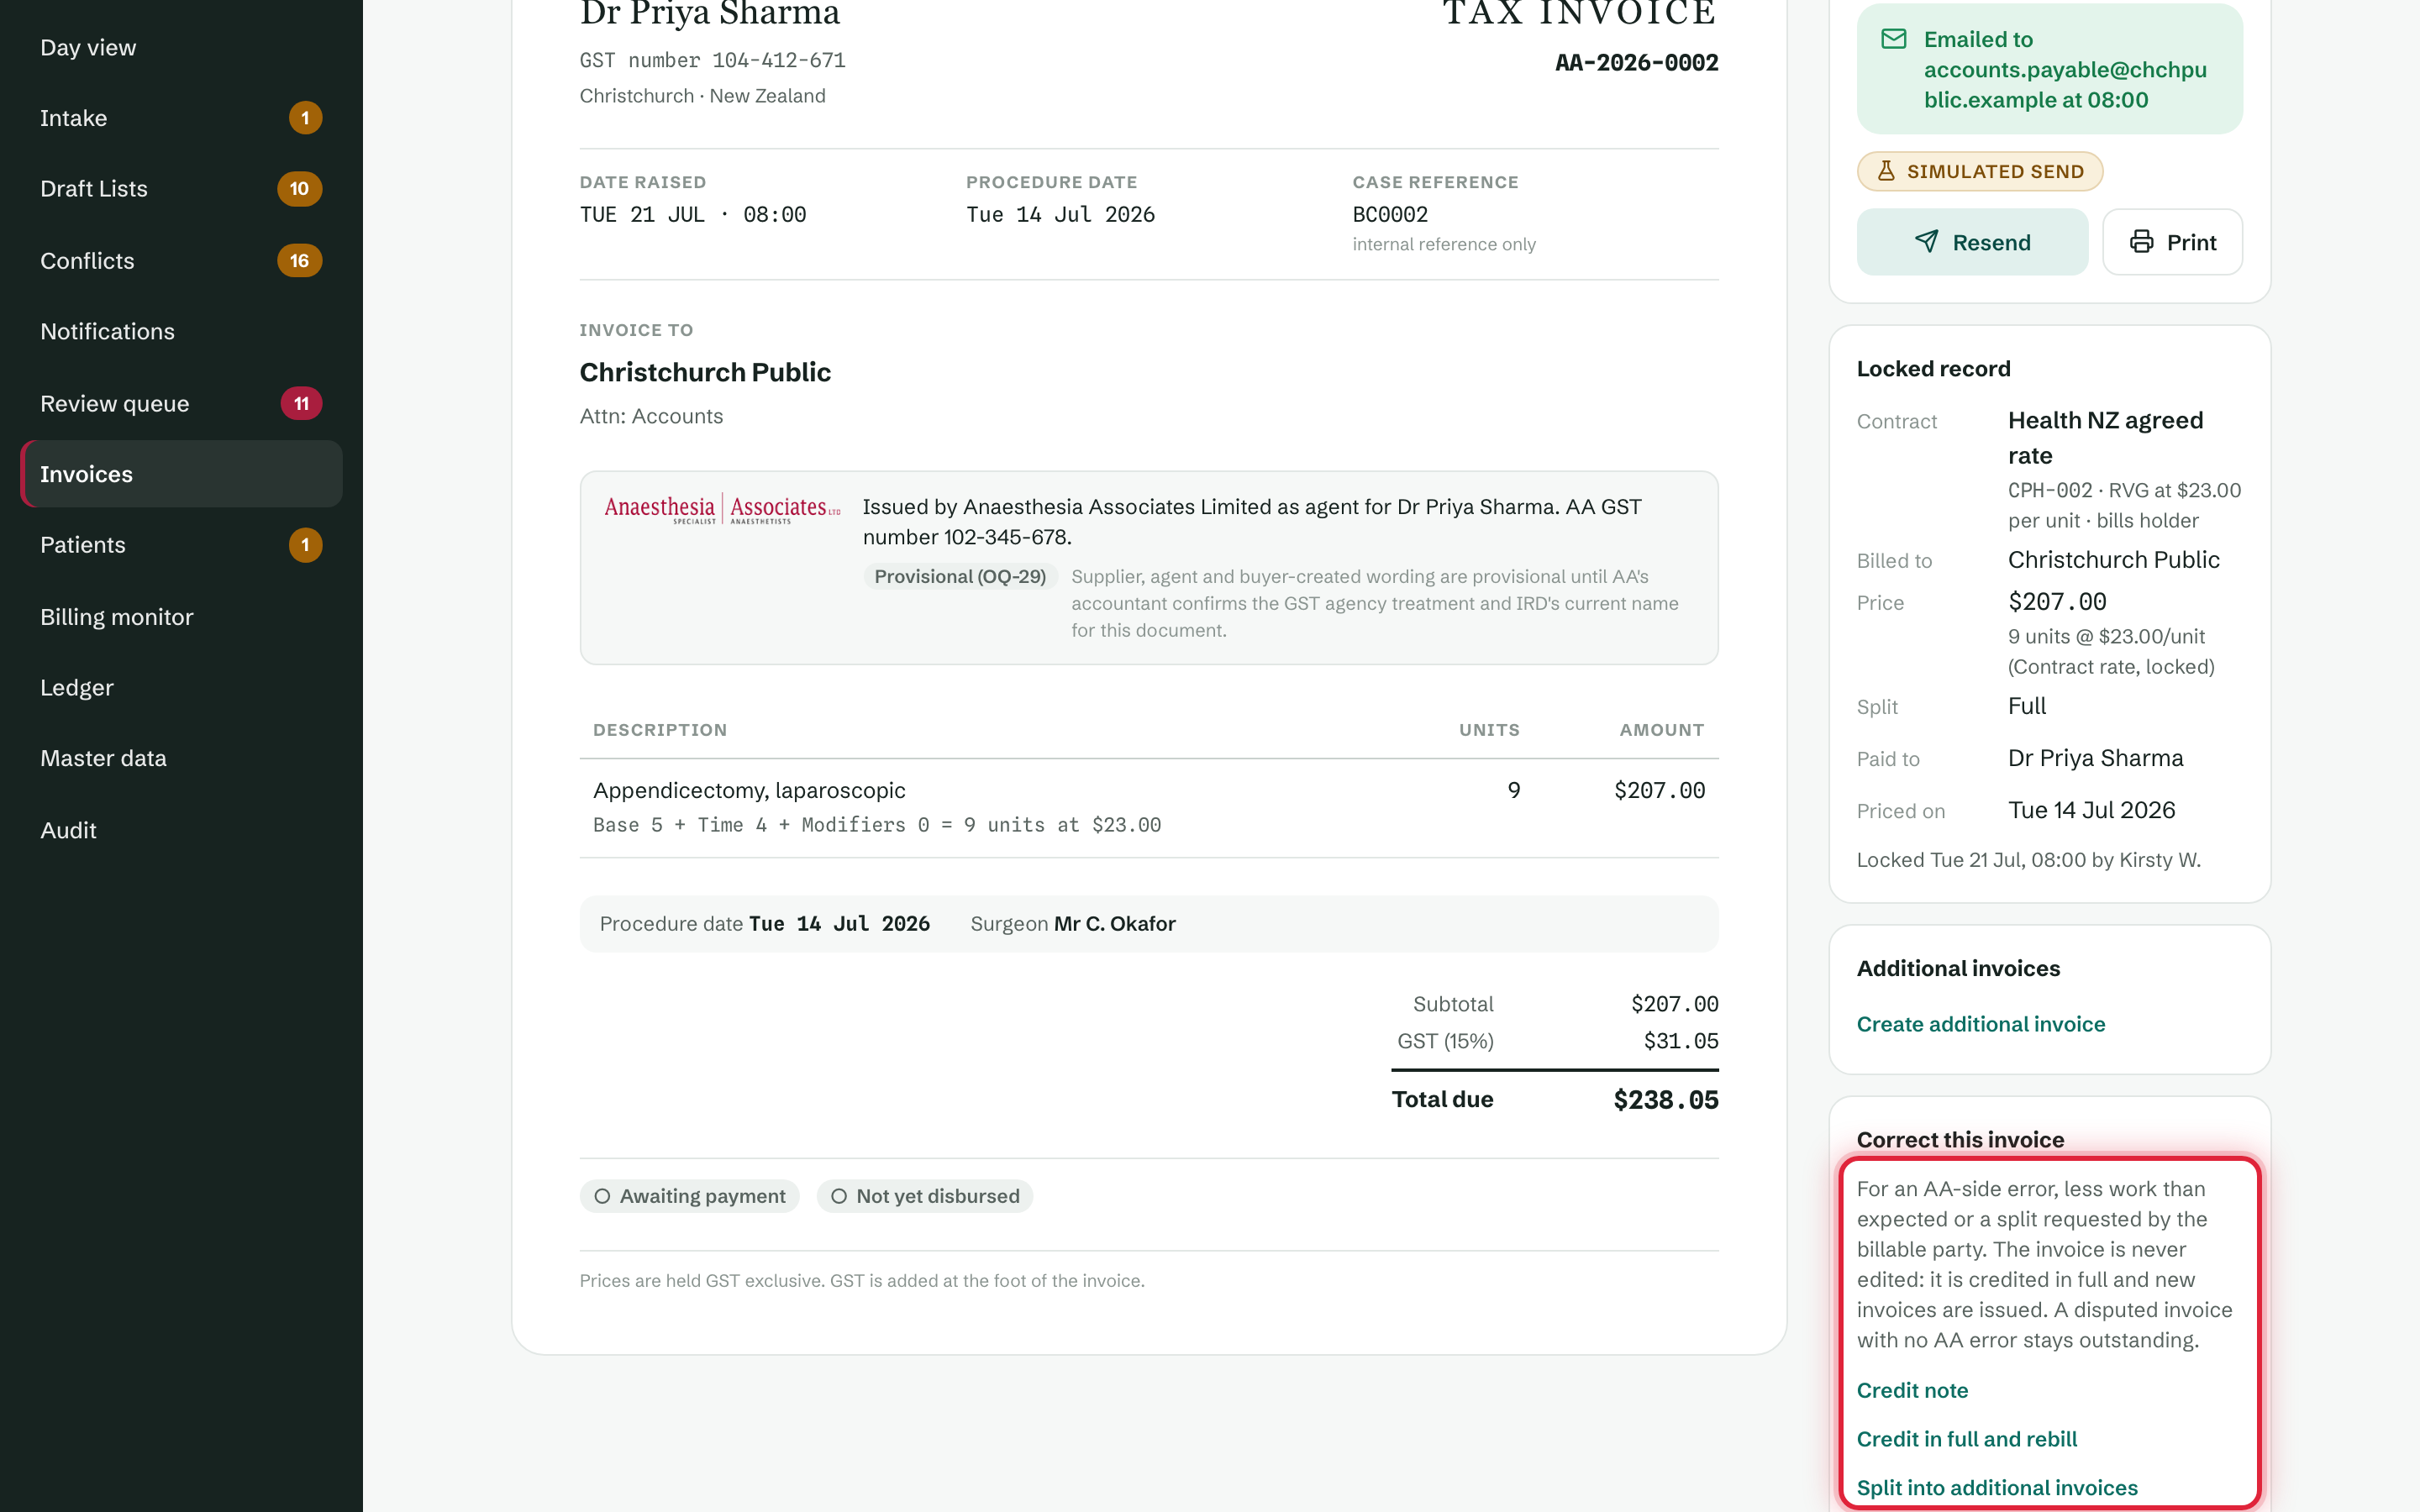 Day view
Intake 1
Draft Lists 10
Conflicts 16
Notifications
Review queue 11
Invoices
Patients 1
Billing monitor
Ledger
Master data
Audit
Dr Priya Sharma
TAX INVOICE
GST number 104-412-671
AA-2026-0002
Christchurch · New Zealand
DATE RAISED
TUE 21 JUL · 08:00
PROCEDURE DATE
Tue 14 Jul 2026
CASE REFERENCE
BC0002
internal reference only
INVOICE TO
Christchurch Public
Attn: Accounts
Anaesthesia Associates LTD
SPECIALIST ANAESTHETISTS
Issued by Anaesthesia Associates Limited as agent for Dr Priya Sharma. AA GST
number 102-345-678.
Provisional (OQ-29)
Supplier, agent and buyer-created wording are provisional until AA's
accountant confirms the GST agency treatment and IRD's current name
for this document.
DESCRIPTION UNITS AMOUNT
Appendicectomy, laparoscopic 9 $207.00
Base 5 + Time 4 + Modifiers 0 = 9 units at $23.00
Procedure date Tue 14 Jul 2026 Surgeon Mr C. Okafor
Subtotal $207.00
GST (15%) $31.05
Total due $238.05
Awaiting payment Not yet disbursed
Prices are held GST exclusive. GST is added at the foot of the invoice.
Emailed to
accounts.payable@chchpu
blic.example at 08:00
SIMULATED SEND
Resend Print
Locked record
Contract Health NZ agreed
rate
CPH-002 · RVG at $23.00
per unit · bills holder
Billed to Christchurch Public
Price $207.00
9 units @ $23.00/unit
(Contract rate, locked)
Split Full
Paid to Dr Priya Sharma
Priced on Tue 14 Jul 2026
Locked Tue 21 Jul, 08:00 by Kirsty W.
Additional invoices
Create additional invoice
Correct this invoice
For an AA-side error, less work than
expected or a split requested by the
billable party. The invoice is never
edited: it is credited in full and new
invoices are issued. A disputed invoice
with no AA error stays outstanding.
Credit note
Credit in full and rebill
Split into additional invoices